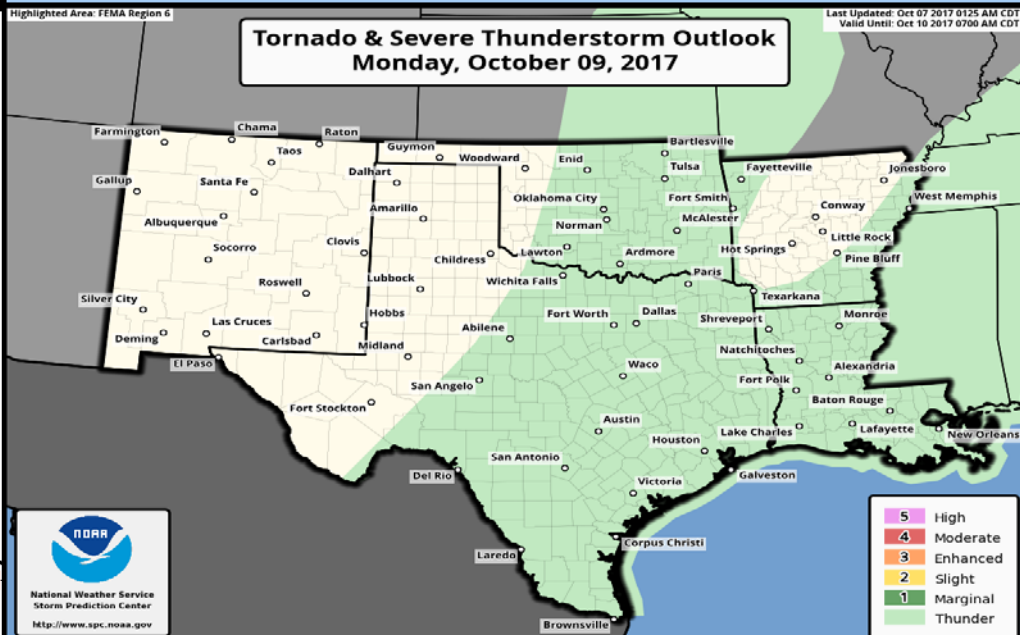 Highlighted Area: FEMA Region 6
Last Updated: Oct 07 2017 0125 AM CDT
Valid Until: Oct 10 2017 0700 AM CDT
Tornado & Severe Thunderstorm Outlook
Monday, October 09, 2017
Farmington
Chama
Raton
Taos
Guymon
Woodward
Enid
Bartlesville
Tulsa
Fayetteville
Jonesboro
Gallup
Santa Fe
Dalhart
Oklahoma City
Fort Smith
West Memphis
Albuquerque
Amarillo
Norman
McAlester
Conway
Socorro
Clovis
Childress
Lawton
Ardmore
Hot Springs
Little Rock
Pine Bluff
Roswell
Lubbock
Wichita Falls
Paris
Texarkana
Silver City
Las Cruces
Hobbs
Abilene
Fort Worth
Dallas
Shreveport
Monroe
Deming
Carlsbad
Midland
Natchitoches
El Paso
San Angelo
Waco
Fort Polk
Alexandria
Fort Stockton
Austin
Baton Rouge
Houston
Lake Charles
Lafayette
New Orleans
Del Rio
San Antonio
Victoria
Galveston
Laredo
Corpus Christi
Brownsville
NOAA
National Weather Service
Storm Prediction Center
http://www.spc.noaa.gov
5 High
4 Moderate
3 Enhanced
2 Slight
1 Marginal
Thunder